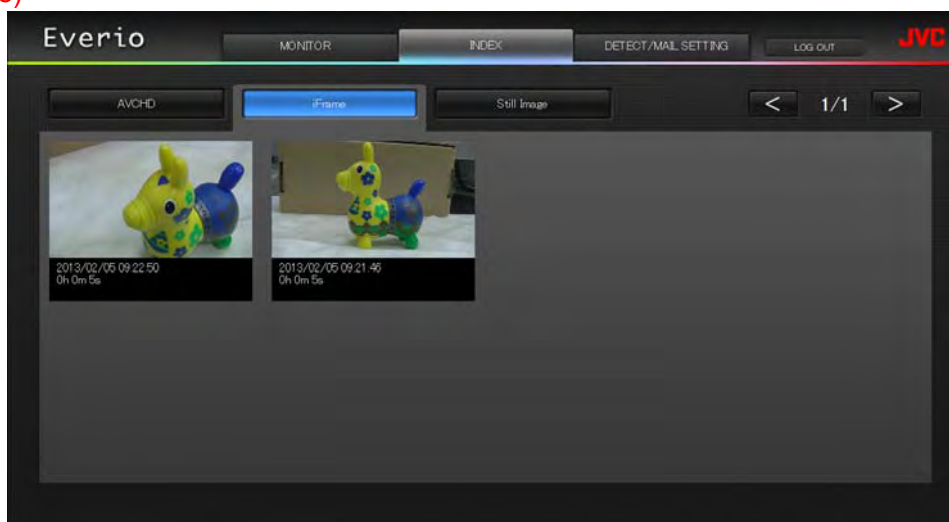 Everio
MONITOR
INDEX
DETECT/MAIL SETTING
LOG OUT
JVC
AVCHD
iFrame
Still Image
< 1/1 >
2013/02/05 09:22:50
0h 0m 5s
2013/02/05 09:21:46
0h 0m 5s